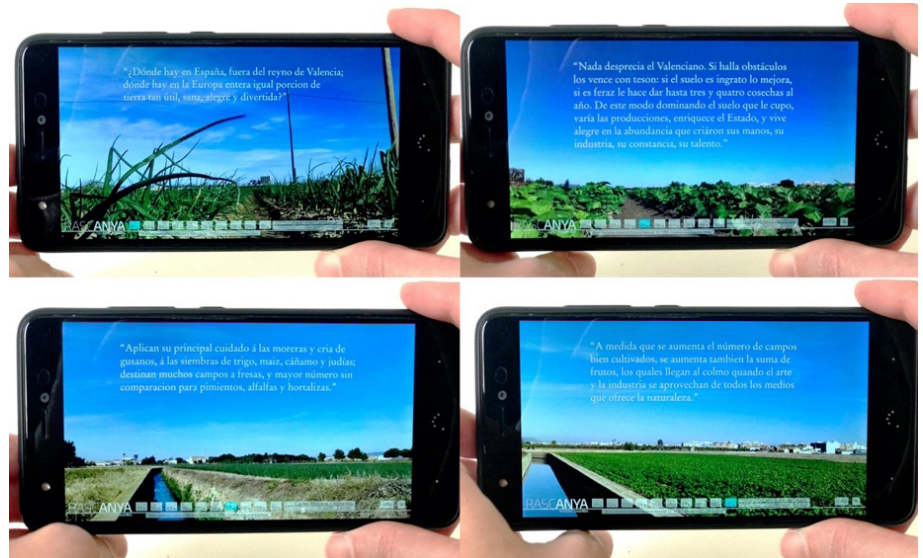 “¿Dónde hay en España, fuera del reyno de Valencia;
dónde hay en la Europa entera igual porcion de
tierra tan útil, sana, alegre y divertida?”
RASCANYA
“Nada desprecia el Valenciano. Si halla obstáculos
los vence con teson: si el suelo es ingrato lo mejora,
si es feraz le hace dar hasta tres y quatro cosechas al
año. De este modo dominando el suelo que le cupo,
varía las producciones, enriquece el Estado, y vive
alegre en la abundancia que criáron sus manos, su
industria, su constancia, su talento.”
RASCANYA
“Aplican su principal cuidado á las moreras y cria de
gusanos, á las siembras de trigo, maiz, cáñamo y judías;
destinan muchos campos a fresas, y mayor número sin
comparacion para pimientos, alfalfas y hortalizas.”
RASCANYA
“A medida que se aumenta el número de campos
bien cultivados, se aumenta tambien la suma de
frutos, los quales llegan al colmo quando el arte
y la industria se aprovechan de todos los medios
que ofrece la naturaleza.”
RASCANYA